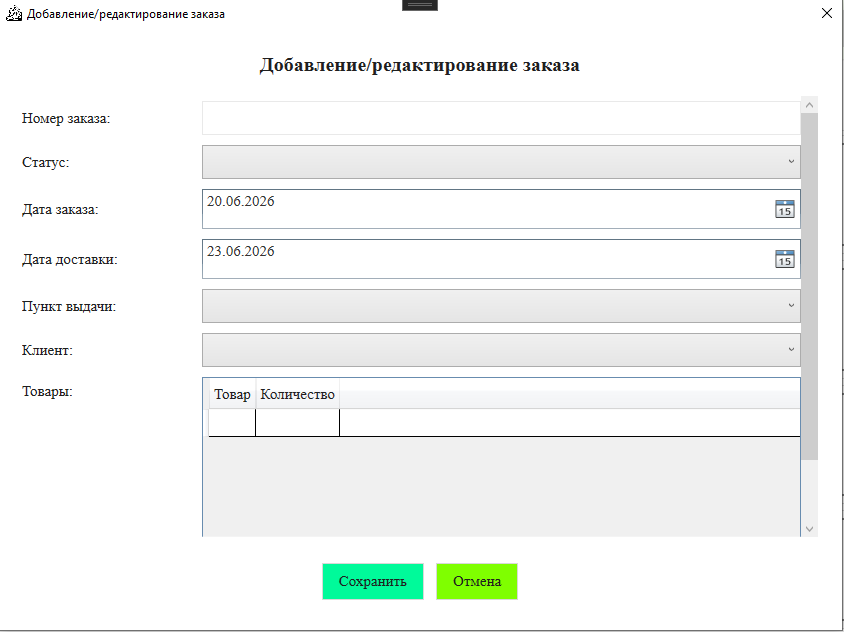 Добавление/редактирование заказа
Добавление/редактирование заказа
Номер заказа:
Статус:
Дата заказа:
20.06.2026
15
Дата доставки:
23.06.2026
15
Пункт выдачи:
Клиент:
Товары:
Товар Количество
Сохранить Отмена